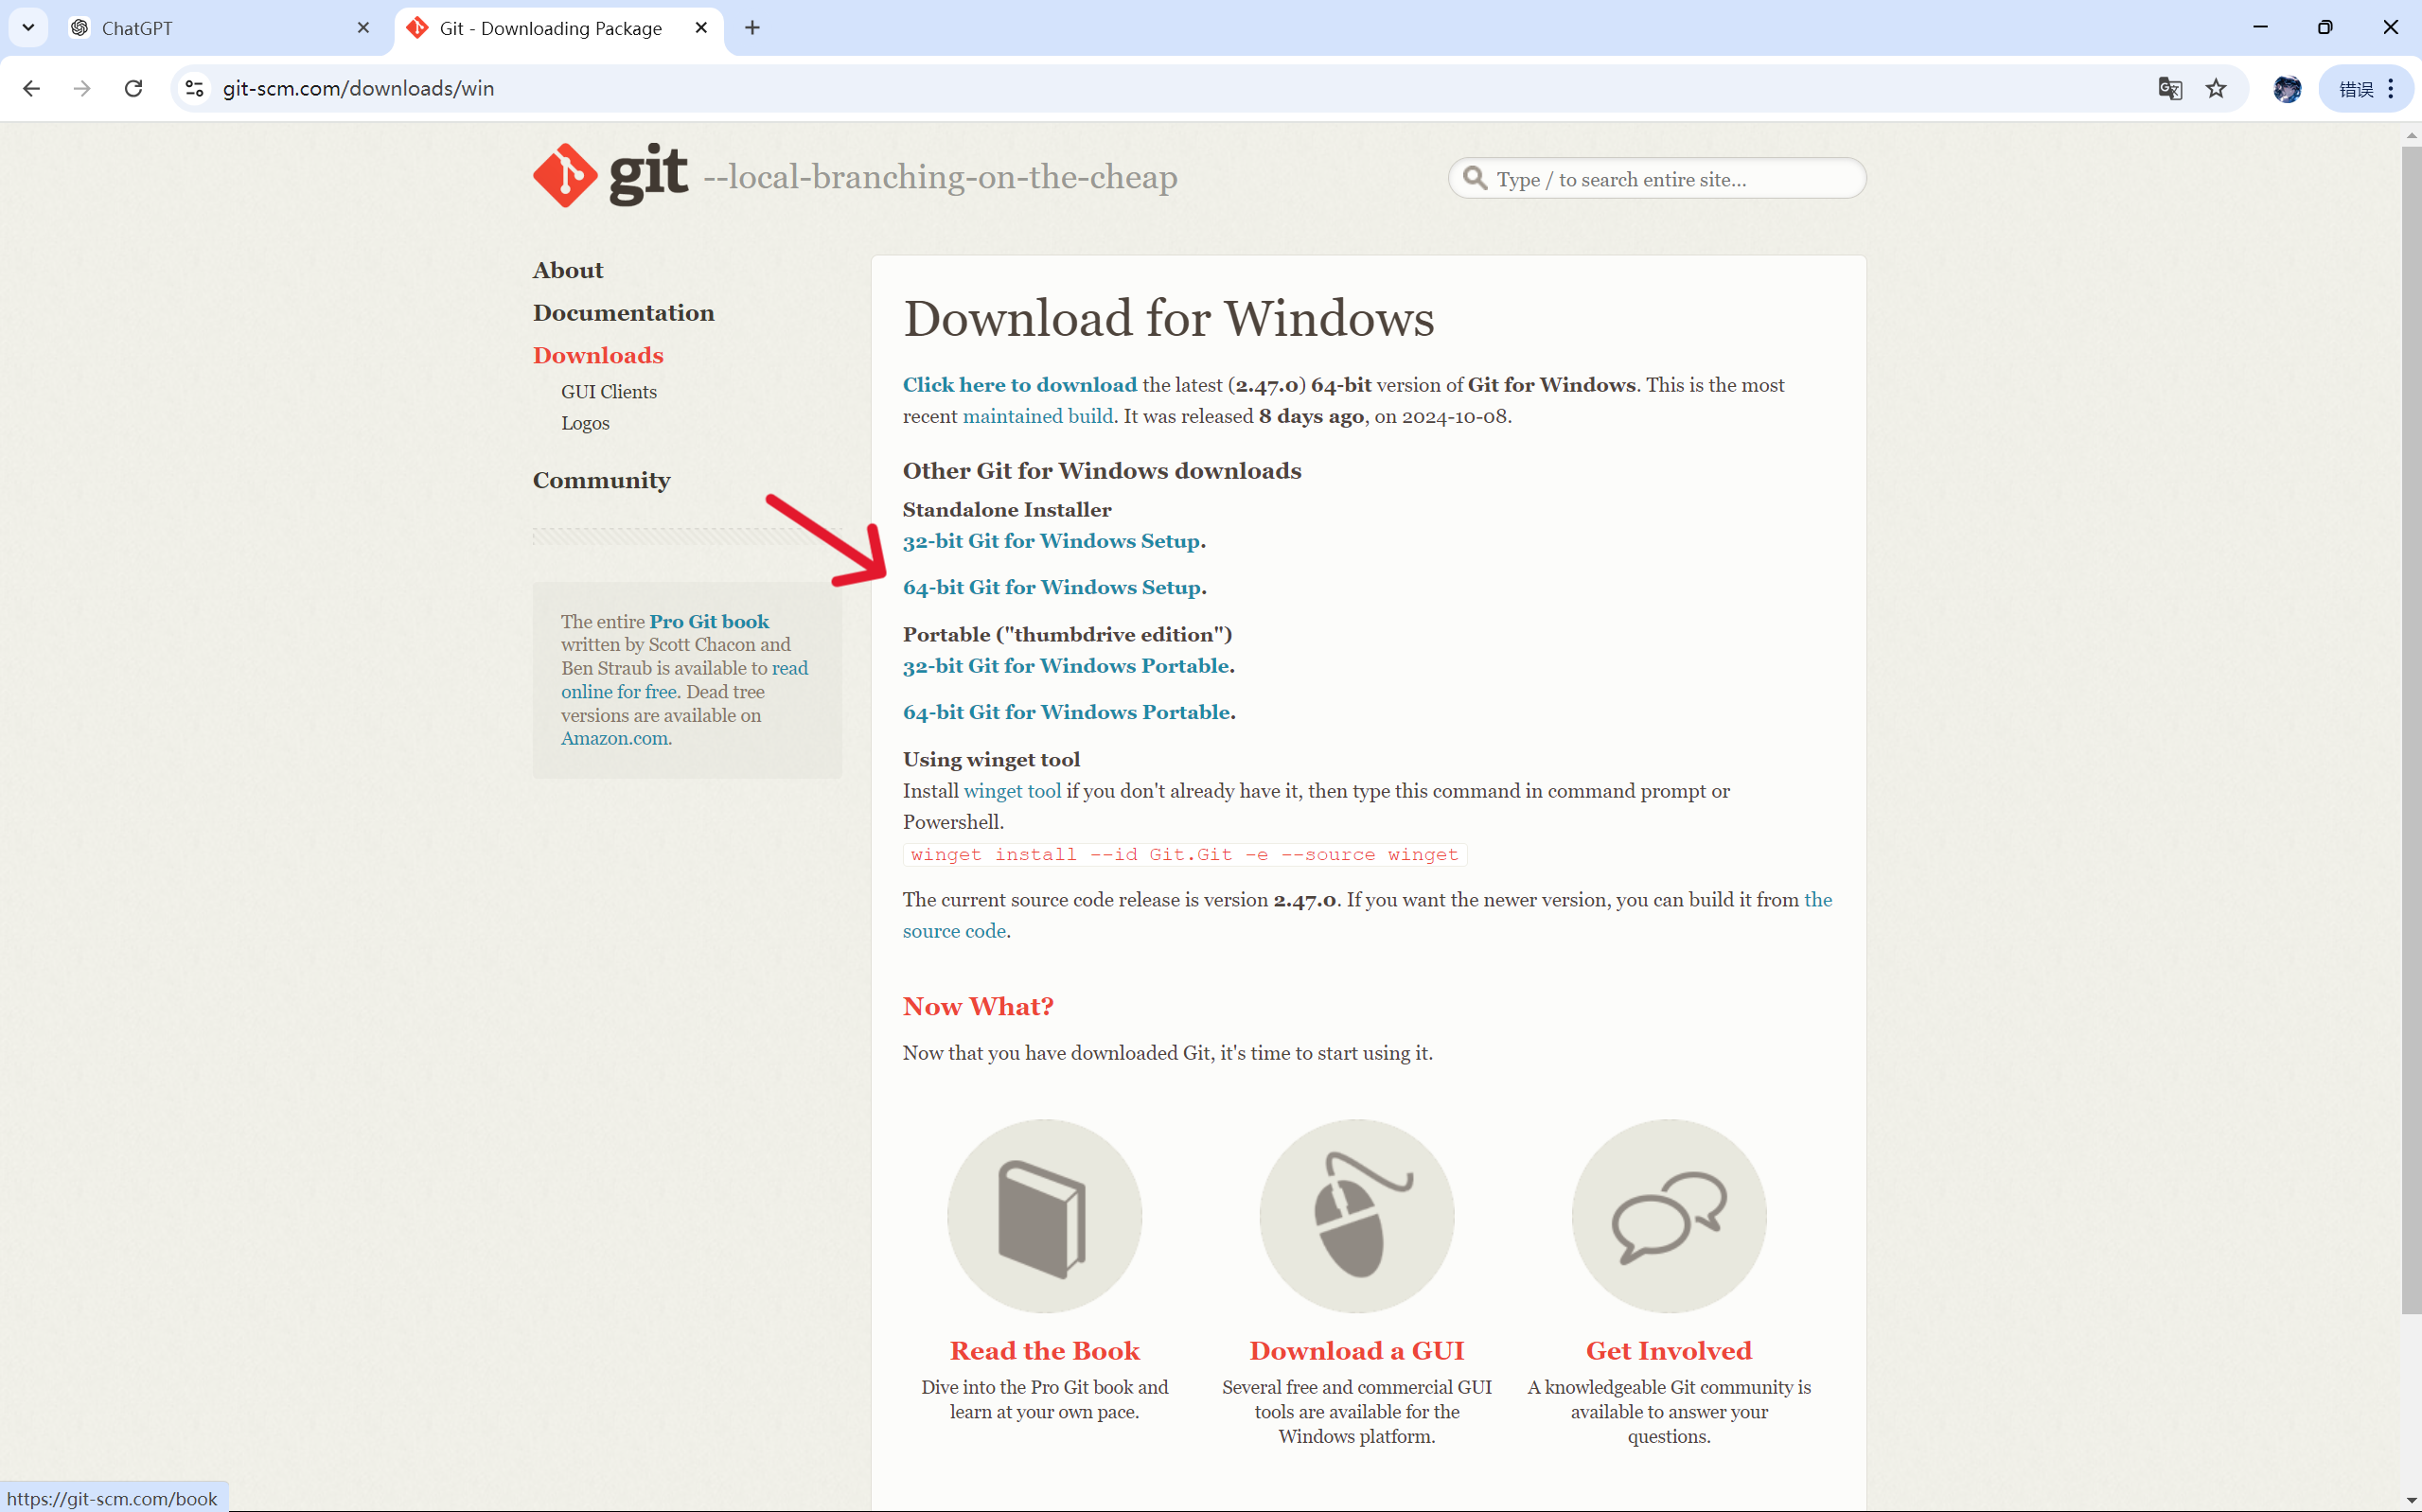 ChatGPT
Git - Downloading Package
git-scm.com/downloads/win
错误
git --local-branching-on-the-cheap
Type / to search entire site...
About
Documentation
Downloads
GUI Clients
Logos
Community
The entire Pro Git book
written by Scott Chacon and
Ben Straub is available to read
online for free. Dead tree
versions are available on
Amazon.com.
Download for Windows
Click here to download the latest (2.47.0) 64-bit version of Git for Windows. This is the most
recent maintained build. It was released 8 days ago, on 2024-10-08.
Other Git for Windows downloads
Standalone Installer
32-bit Git for Windows Setup.
64-bit Git for Windows Setup.
Portable ("thumbdrive edition")
32-bit Git for Windows Portable.
64-bit Git for Windows Portable.
Using winget tool
Install winget tool if you don't already have it, then type this command in command prompt or
Powershell.
winget install --id Git.Git -e --source winget
The current source code release is version 2.47.0. If you want the newer version, you can build it from the
source code.
Now What?
Now that you have downloaded Git, it's time to start using it.
Read the Book
Dive into the Pro Git book and
learn at your own pace.
Download a GUI
Several free and commercial GUI
tools are available for the
Windows platform.
Get Involved
A knowledgeable Git community is
available to answer your
questions.
https://git-scm.com/book